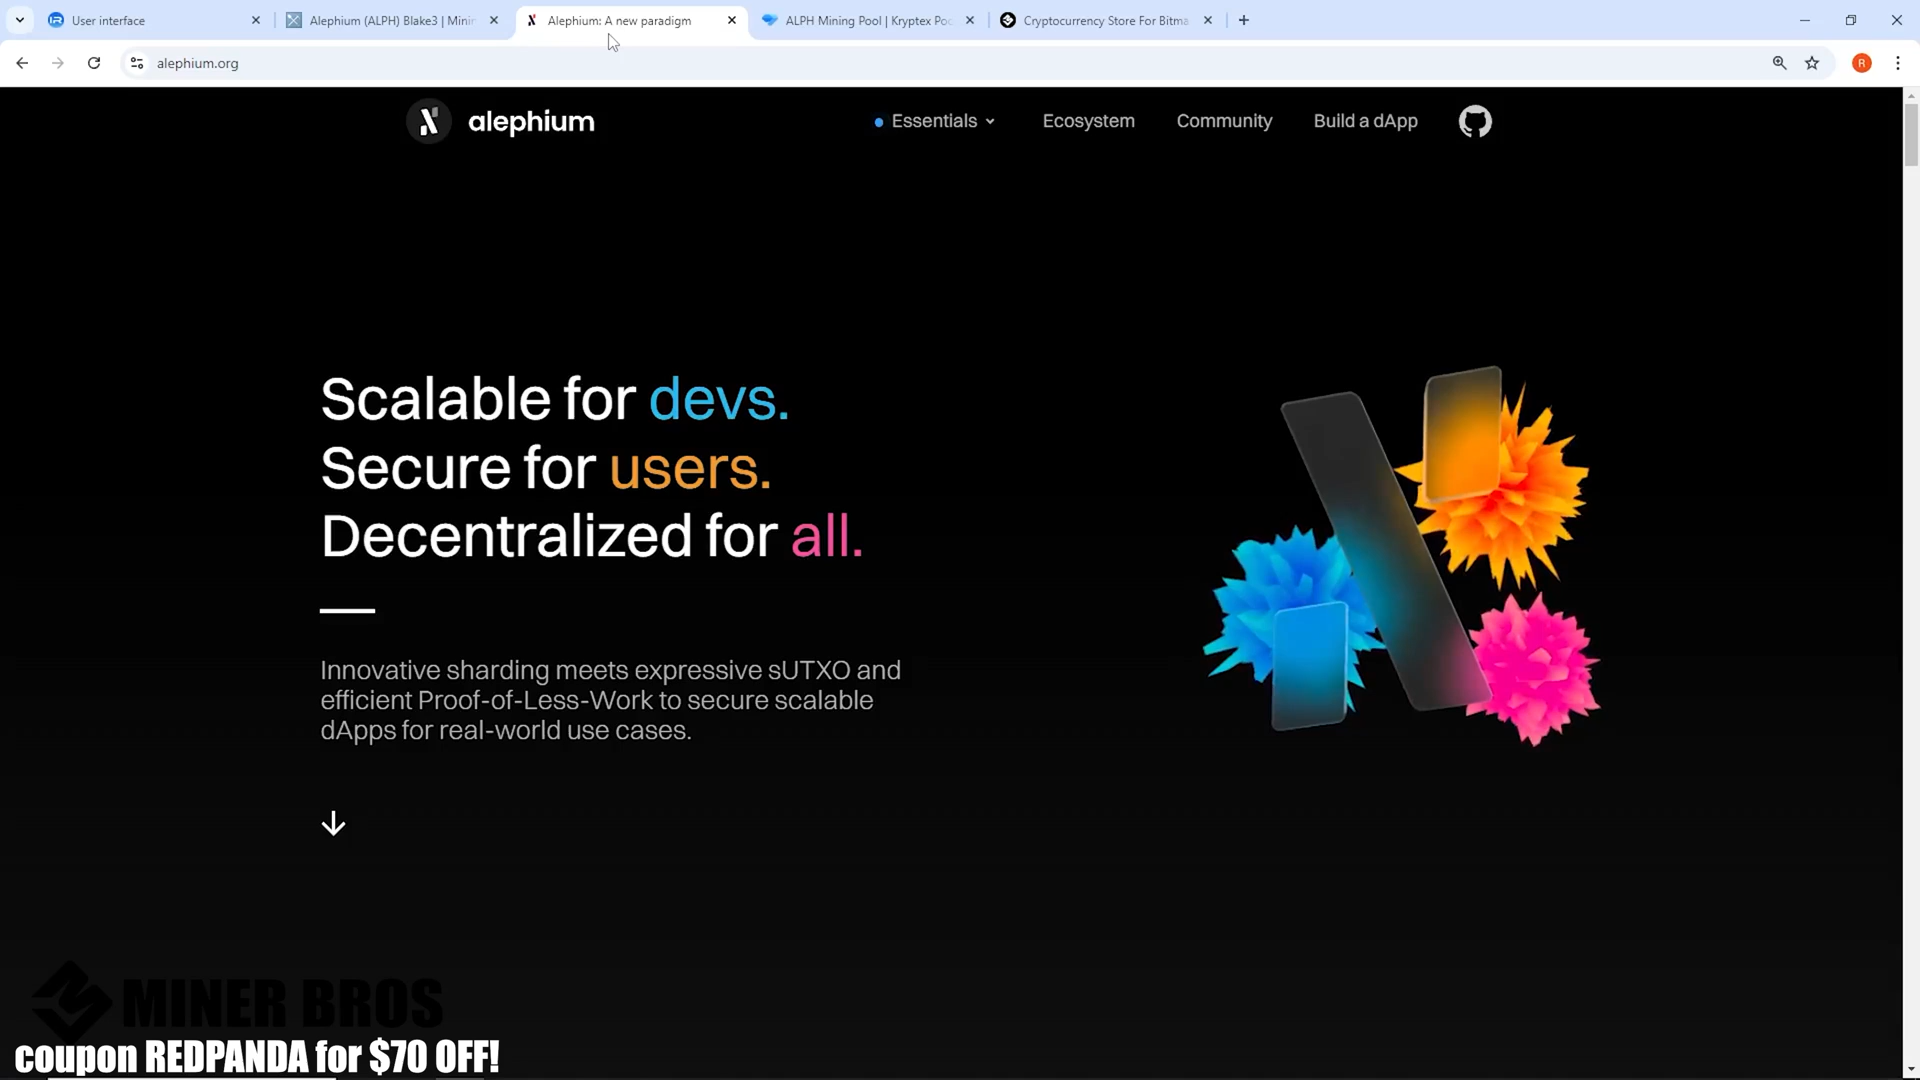 User interface
Alephium (ALPH) Blake3 | Minin
Alephium: A new paradigm
ALPH Mining Pool | Kryptex Poo
Cryptocurrency Store For Bitma
alephium.org
R
alephium
Essentials
Ecosystem
Community
Build a dApp
Scalable for devs.
Secure for users.
Decentralized for all.
Innovative sharding meets expressive sUTXO and
efficient Proof-of-Less-Work to secure scalable
dApps for real-world use cases.
MINER BROS
coupon REDPANDA for $70 OFF!